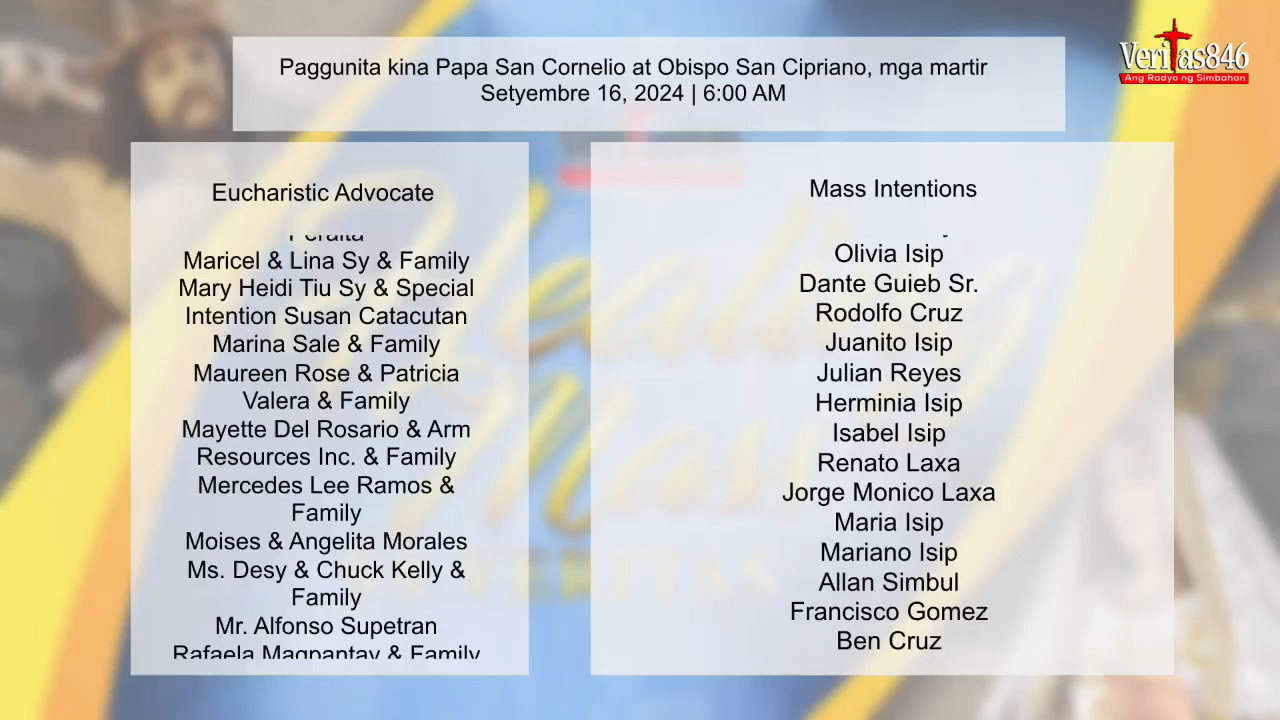 Paggunita kina Papa San Cornelio at Obispo San Cipriano, mga martir
Setyembre 16, 2024 | 6:00 AM
Veritas846
Ang Radyo ng Simbahan
Eucharistic Advocate
Peralta
Maricel & Lina Sy & Family
Mary Heidi Tiu Sy & Special
Intention Susan Catacutan
Marina Sale & Family
Maureen Rose & Patricia
Valera & Family
Mayette Del Rosario & Arm
Resources Inc. & Family
Mercedes Lee Ramos &
Family
Moises & Angelita Morales
Ms. Desy & Chuck Kelly &
Family
Mr. Alfonso Supetran
Rafaela Magpantay & Family
Mass Intentions
Olivia Isip
Dante Guieb Sr.
Rodolfo Cruz
Juanito Isip
Julian Reyes
Herminia Isip
Isabel Isip
Renato Laxa
Jorge Monico Laxa
Maria Isip
Mariano Isip
Allan Simbul
Francisco Gomez
Ben Cruz
Healing
Mass
VERITAS